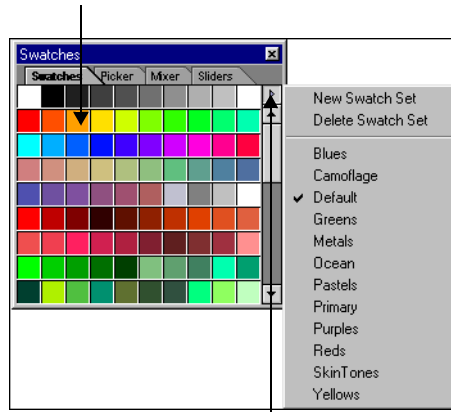 Swatches
Swatches Picker Mixer Sliders
New Swatch Set
Delete Swatch Set
Blues
Camoflage
Default
Greens
Metals
Ocean
Pastels
Primary
Purples
Reds
SkinTones
Yellows